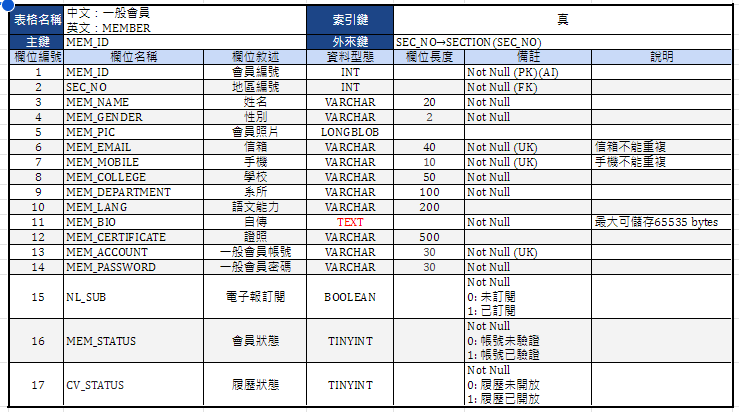 表格名稱 中文：一般會員 索引鍵 真
英文：MEMBER
主鍵 MEM_ID 外來鍵 SEC_NO→SECTION(SEC_NO)
欄位編號 欄位名稱 欄位敘述 資料型態 欄位長度 備註 說明
1 MEM_ID 會員編號 INT Not Null (PK)(AI)
2 SEC_NO 地區編號 INT Not Null (FK)
3 MEM_NAME 姓名 VARCHAR 20 Not Null
4 MEM_GENDER 性別 VARCHAR 2 Not Null
5 MEM_PIC 會員照片 LONGBLOB
6 MEM_EMAIL 信箱 VARCHAR 40 Not Null (UK) 信箱不能重複
7 MEM_MOBILE 手機 VARCHAR 10 Not Null (UK) 手機不能重複
8 MEM_COLLEGE 學校 VARCHAR 50 Not Null
9 MEM_DEPARTMENT 系所 VARCHAR 100 Not Null
10 MEM_LANG 語文能力 VARCHAR 200
11 MEM_BIO 自傳 TEXT Not Null 最大可儲存65535 bytes
12 MEM_CERTIFICATE 證照 VARCHAR 500
13 MEM_ACCOUNT 一般會員帳號 VARCHAR 30 Not Null (UK)
14 MEM_PASSWORD 一般會員密碼 VARCHAR 30 Not Null
15 NL_SUB 電子報訂閱 BOOLEAN Not Null
0: 未訂閱
1: 已訂閱
16 MEM_STATUS 會員狀態 TINYINT Not Null
0: 帳號未驗證
1: 帳號已驗證
17 CV_STATUS 履歷狀態 TINYINT Not Null
0: 履歷未開放
1: 履歷已開放